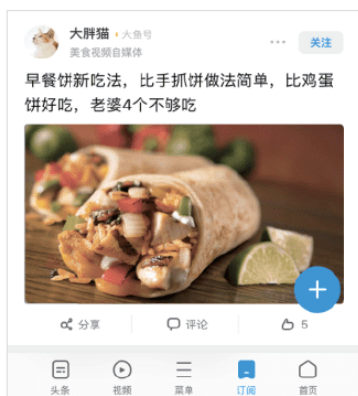 大胖猫 大鱼号
美食视频自媒体
关注
早餐饼新吃法，比手抓饼做法简单，比鸡蛋
饼好吃，老婆4个不够吃
分享 评论 5
头条 视频 菜单 订阅 首页